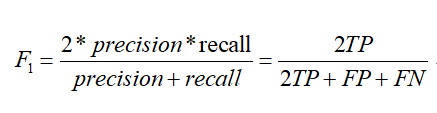 F₁ = 2 * precision * recall / precision + recall = 2TP / 2TP + FP + FN